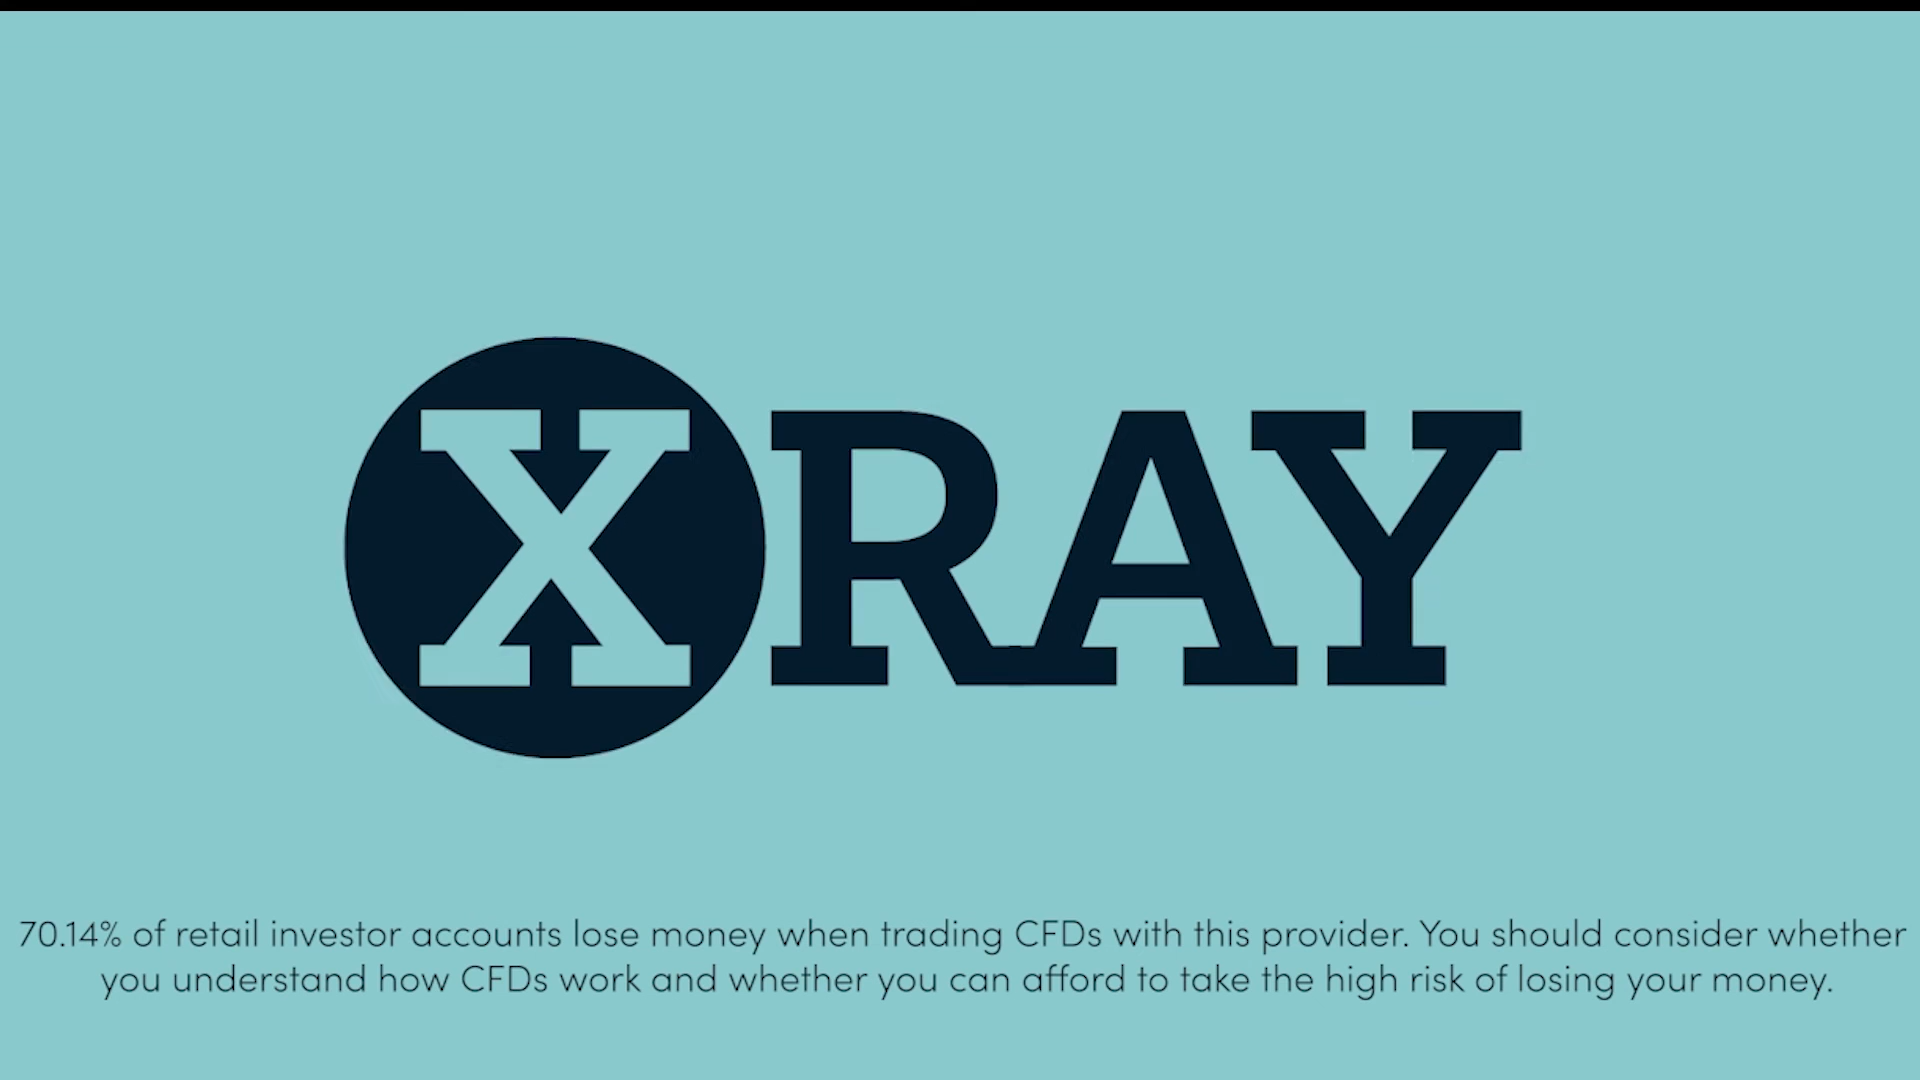 XRAY
70.14% of retail investor accounts lose money when trading CFDs with this provider. You should consider whether
you understand how CFDs work and whether you can afford to take the high risk of losing your money.